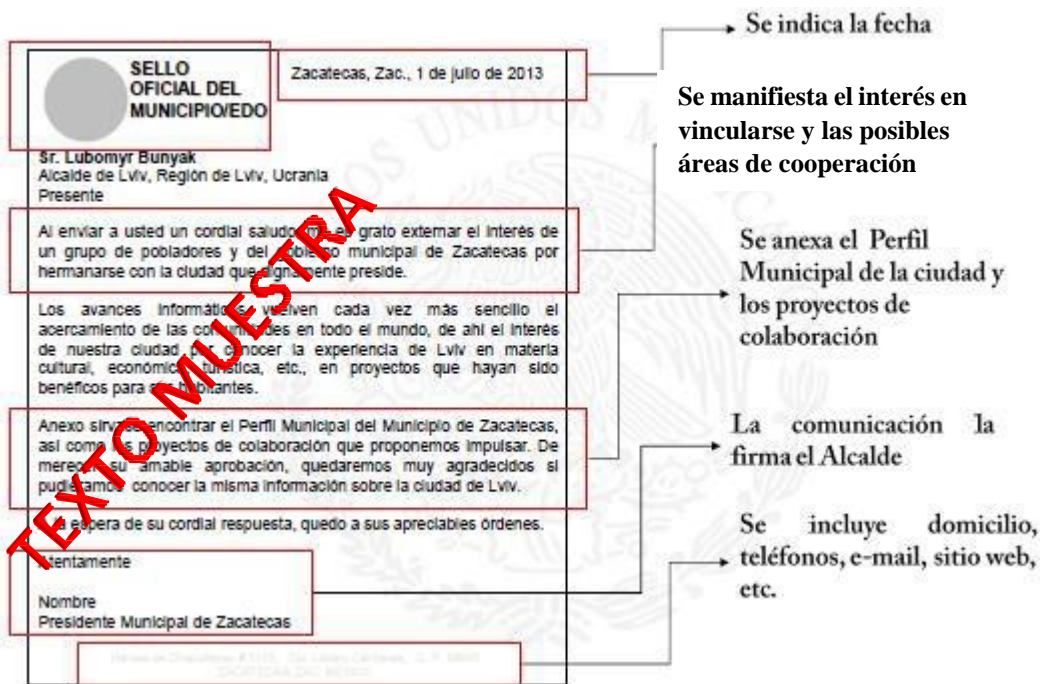 Se indica la fecha
SELLO
OFICIAL DEL
MUNICIPIO/EDO
Zacatecas, Zac., 1 de julio de 2013
Se manifiesta el interés en
vincularse y las posibles
áreas de cooperación
Sr. Lubomyr Bunyak
Alcalde de Lviv, Región de Lviv, Ucrania
Presente
Al enviar a usted un cordial saludo, me es grato externar el interés de
un grupo de pobladores y del gobierno municipal de Zacatecas por
hermanarse con la ciudad que dignamente preside.
Se anexa el Perfil
Municipal de la ciudad y
los proyectos de
colaboración
Los avances informáticos vuelven cada vez más sencillo el
acercamiento de las comunidades en todo el mundo, de ahí el interés
de nuestra ciudad por conocer la experiencia de Lviv en materia
cultural, económica, turística, etc., en proyectos que hayan sido
benéficos para sus habitantes.
Anexo sírvase encontrar el Perfil Municipal del Municipio de Zacatecas,
así como los proyectos de colaboración que proponemos impulsar. De
merecer su amable aprobación, quedaremos muy agradecidos si
pudiéramos conocer la misma información sobre la ciudad de Lviv.
La comunicación la
firma el Alcalde
a espera de su cordial respuesta, quedo a sus apreciables órdenes.
Atentamente
Nombre
Presidente Municipal de Zacatecas
Se incluye domicilio,
teléfonos, e-mail, sitio web,
etc.
TEXTO MUESTRA
UNIDOS